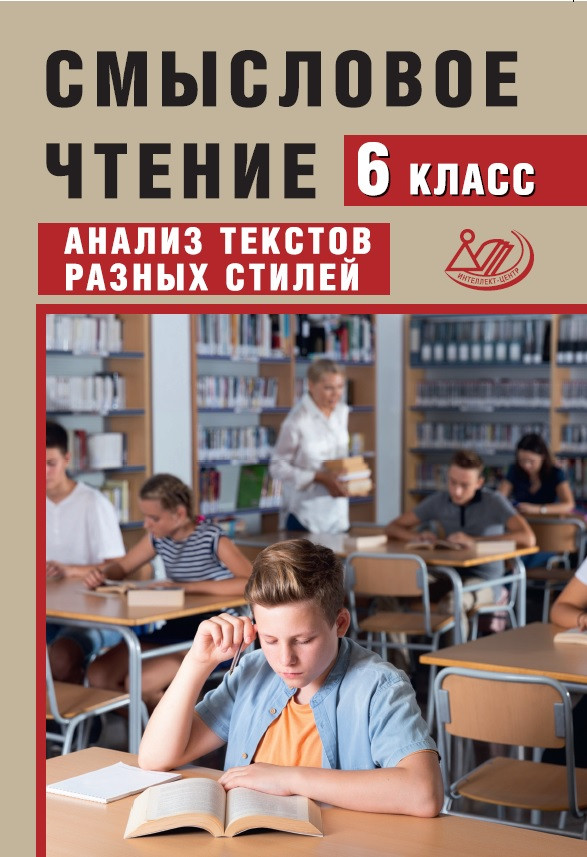 СМЫСЛОВОЕ
ЧТЕНИЕ
6 КЛАСС
АНАЛИЗ ТЕКСТОВ
РАЗНЫХ СТИЛЕЙ
ИНТЕЛЛЕКТ-ЦЕНТР